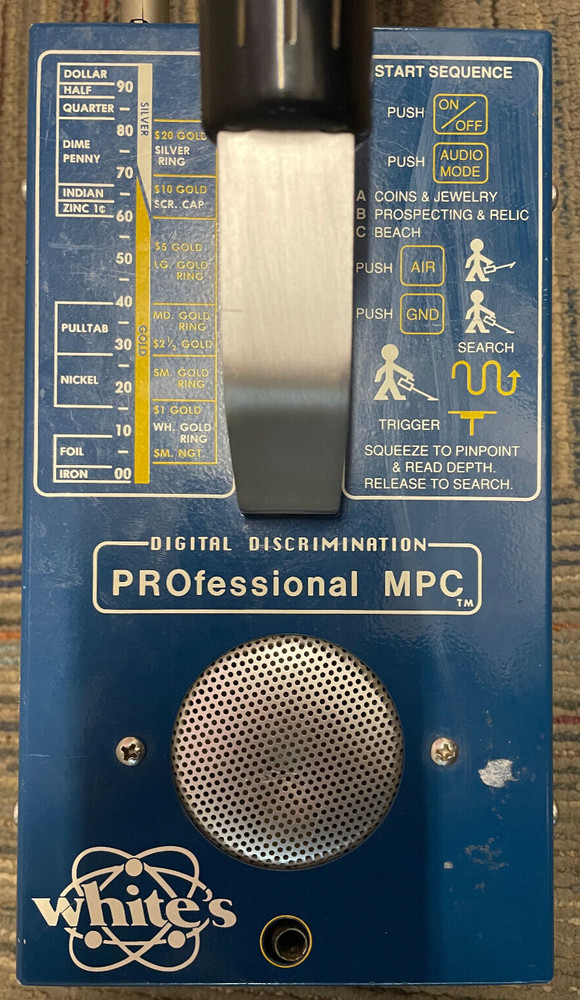 DOLLAR
HALF
QUARTER
DIME
PENNY
INDIAN
ZINC 1¢
PULLTAB
NICKEL
FOIL
IRON
90
80
70
60
50
40
30
20
10
00
SILVER
GOLD
$20 GOLD
SILVER
RING
$10 GOLD
SCR. CAP
$5 GOLD
LG. GOLD
RING
MD. GOLD
RING
$2½ GOLD
SM. GOLD
RING
$1 GOLD
WH. GOLD
RING
SM. NGT.
START SEQUENCE
PUSH ON/OFF
PUSH AUDIO
MODE
A COINS & JEWELRY
B PROSPECTING & RELIC
C BEACH
PUSH AIR
PUSH GND
SEARCH
TRIGGER
SQUEEZE TO PINPOINT
& READ DEPTH.
RELEASE TO SEARCH.
DIGITAL DISCRIMINATION
PROfessional MPC TM
white's